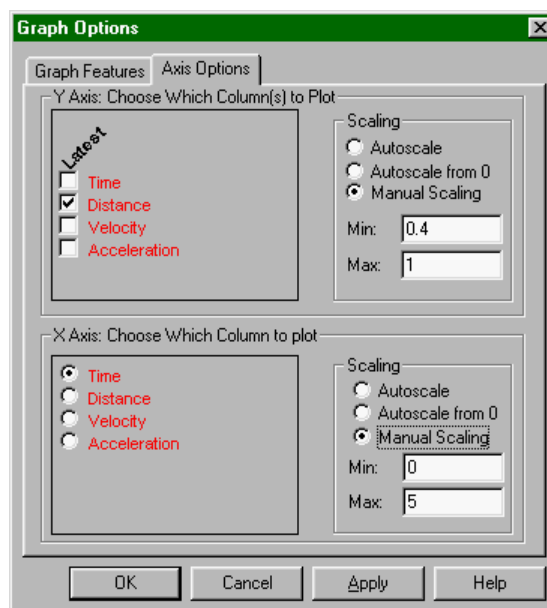 Graph Options
Graph Features Axis Options
Y Axis: Choose Which Column(s) to Plot
Latest
Time
Distance
Velocity
Acceleration
Scaling
Autoscale
Autoscale from 0
Manual Scaling
Min: 0.4
Max: 1
X Axis: Choose Which Column to plot
Time
Distance
Velocity
Acceleration
Scaling
Autoscale
Autoscale from 0
Manual Scaling
Min: 0
Max: 5
OK Cancel Apply Help